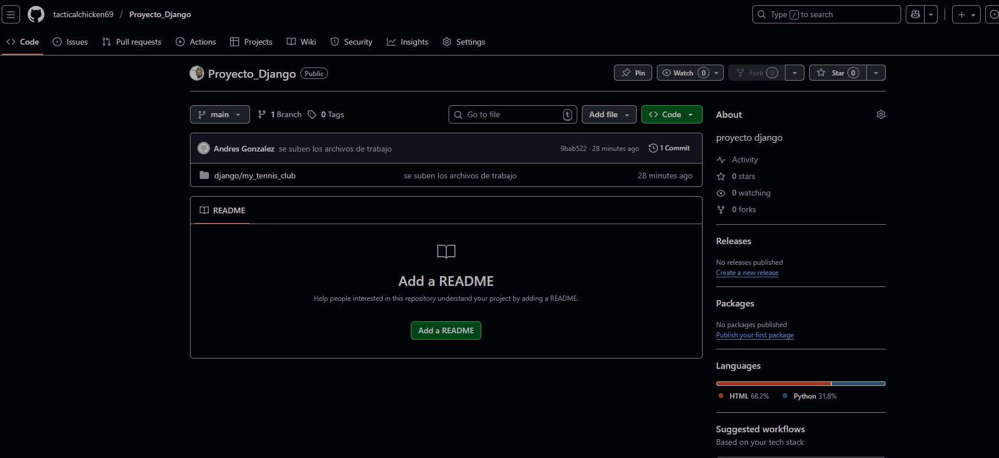 tacticalchicken69 / Proyecto_Django
Type / to search
Code Issues Pull requests Actions Projects Wiki Security Insights Settings
Proyecto_Django Public
Pin Watch 0 Fork 0 Star 0
main 1 Branch 0 Tags
Go to file t Add file Code
Andres Gonzalez se suben los archivos de trabajo 9bab522 · 28 minutes ago 1 Commit
django/my_tennis_club se suben los archivos de trabajo 28 minutes ago
README
Add a README
Help people interested in this repository understand your project by adding a README.
Add a README
About
proyecto django
Activity
0 stars
0 watching
0 forks
Releases
No releases published
Create a new release
Packages
No packages published
Publish your first package
Languages
HTML 68.2% Python 31.8%
Suggested workflows
Based on your tech stack